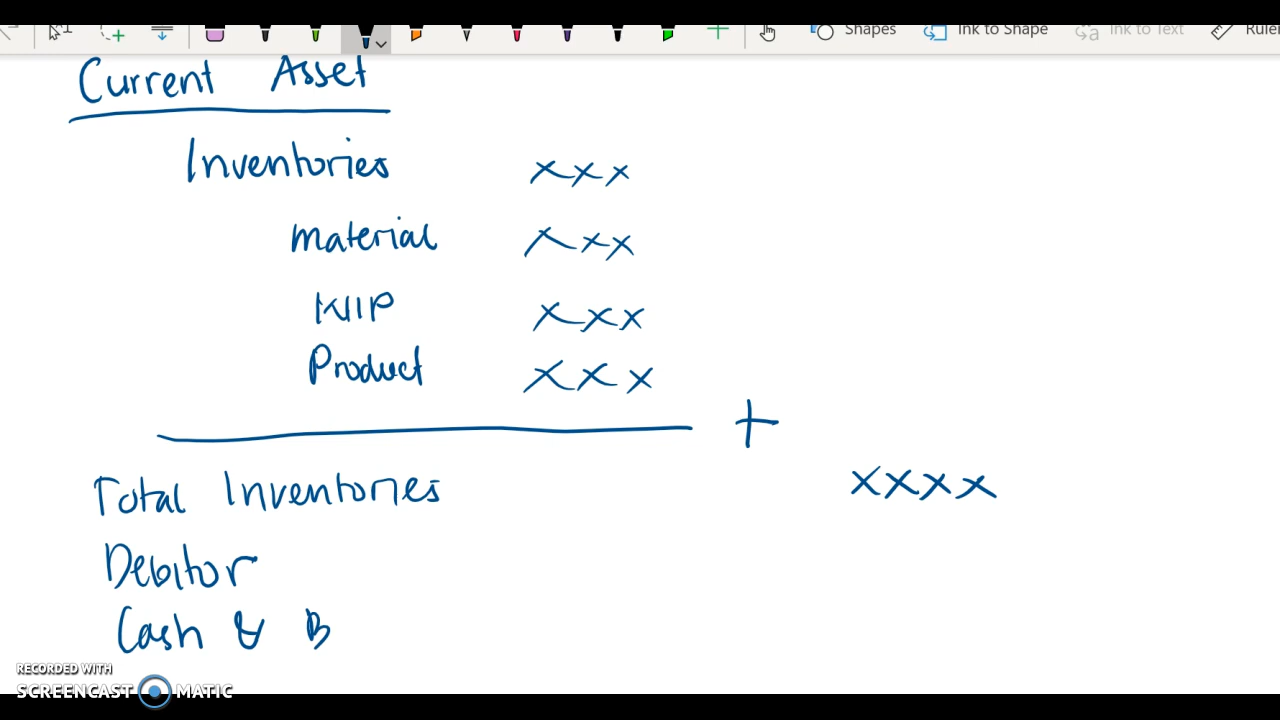 Shapes Ink to Shape Ink to Text Ruler
Current Asset
Inventories xxx
material xxx
WIP xxx
Product xxx
+
Total Inventories xxxx
Debitor
Cash & B
RECORDED WITH
SCREENCAST MATIC